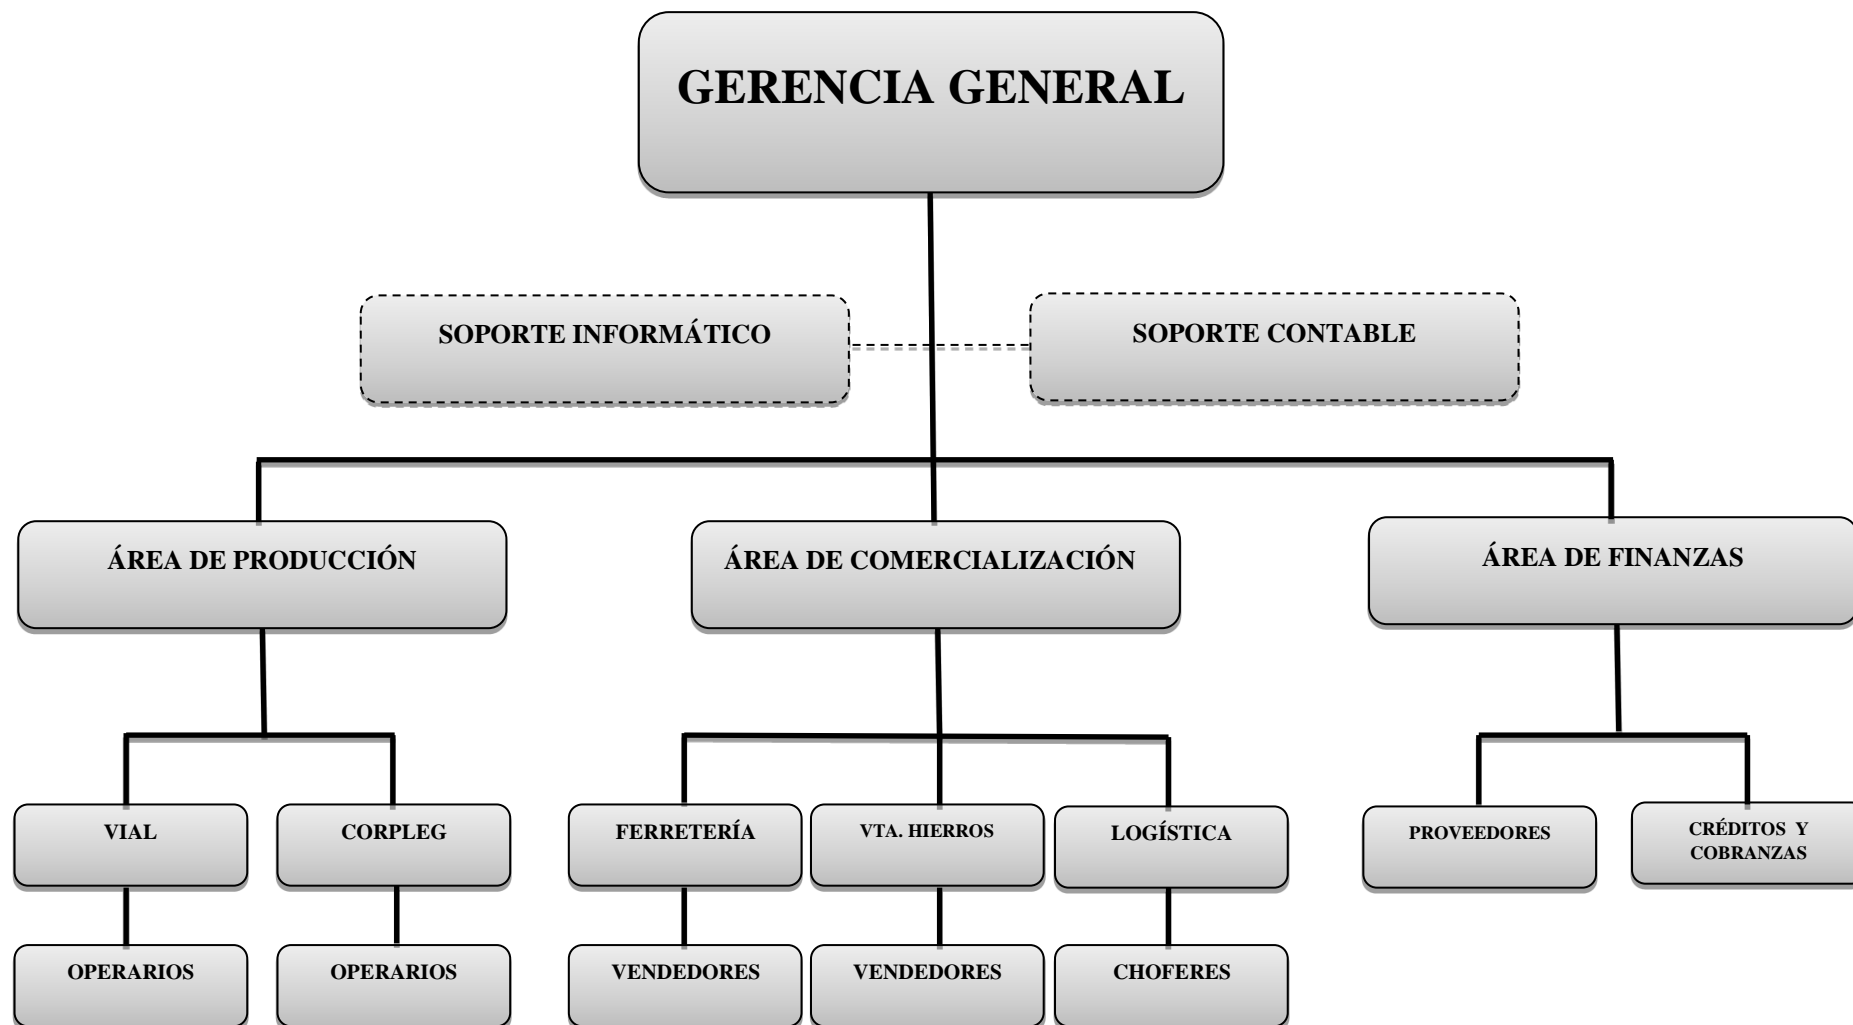 GERENCIA GENERAL
SOPORTE INFORMÁTICO
SOPORTE CONTABLE
ÁREA DE PRODUCCIÓN
ÁREA DE COMERCIALIZACIÓN
ÁREA DE FINANZAS
VIAL
CORPLEG
FERRETERÍA
VTA. HIERROS
LOGÍSTICA
PROVEEDORES
CRÉDITOS Y
COBRANZAS
OPERARIOS
OPERARIOS
VENDEDORES
VENDEDORES
CHOFERES